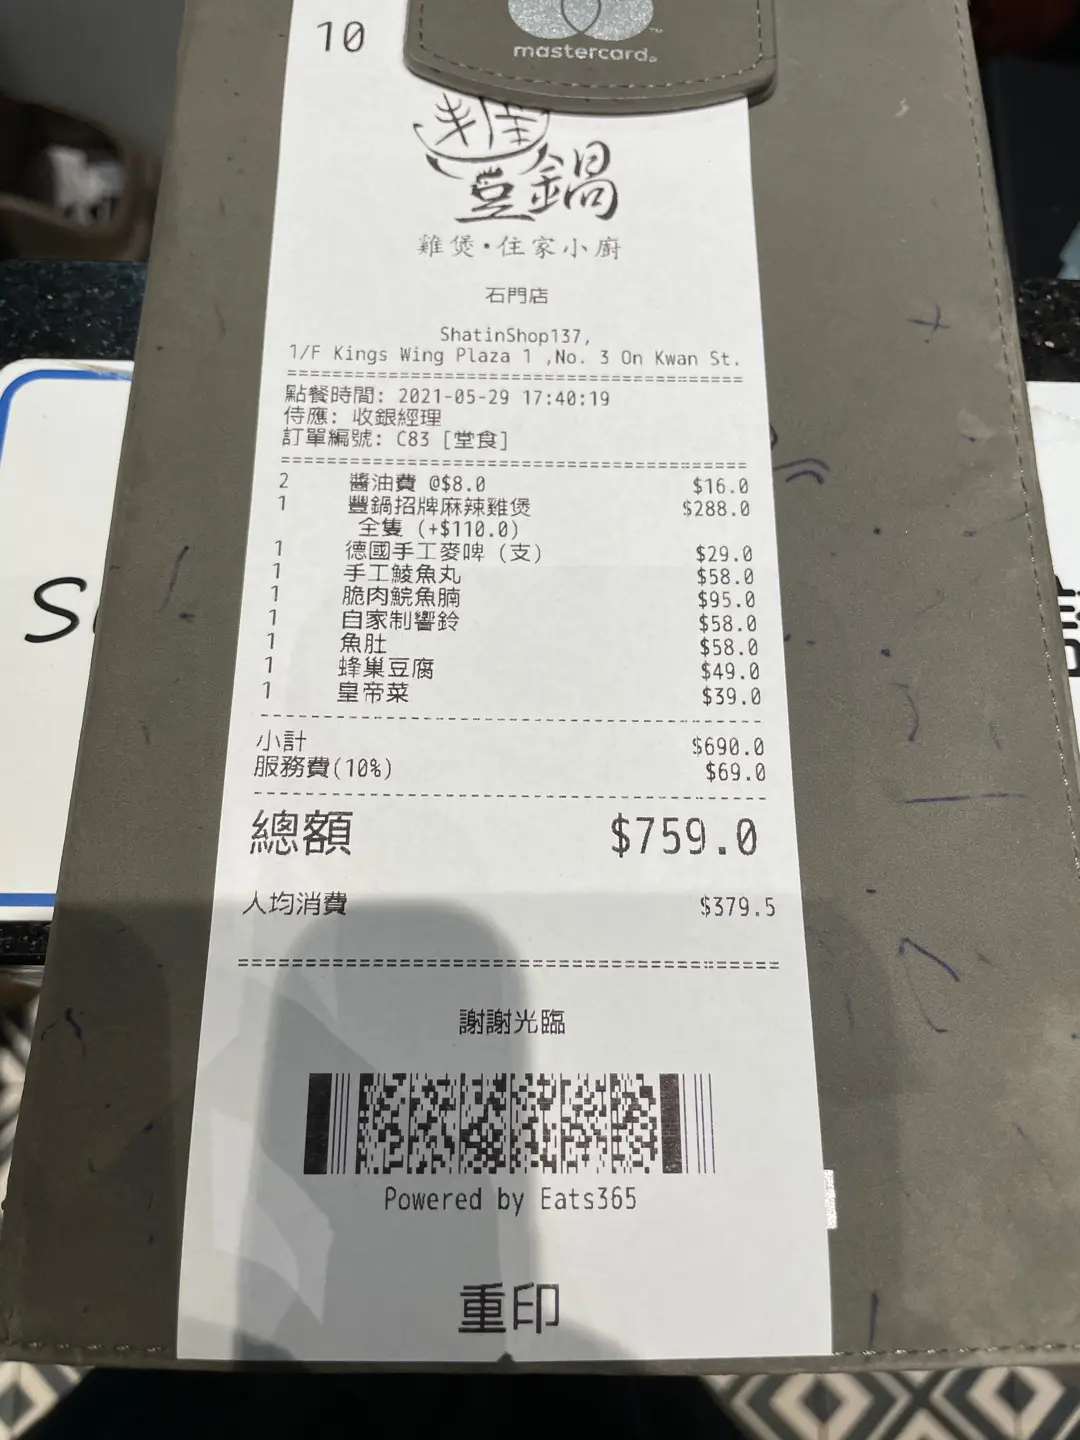 10
mastercard
豐鍋
雞煲·住家小廚
石門店
ShatinShop137,
1/F Kings Wing Plaza 1 ,No. 3 On Kwan St.
點餐時間: 2021-05-29 17:40:19
侍應: 收銀經理
訂單編號: C83 [堂食]
2 醬油費 @$8.0 $16.0
1 豐鍋招牌麻辣雞煲 $288.0
全隻 (+$110.0)
1 德國手工麥啤 (支) $29.0
1 手工鯪魚丸 $58.0
1 脆肉鯇魚腩 $95.0
1 自家制響鈴 $58.0
1 魚肚 $58.0
1 蜂巢豆腐 $49.0
1 皇帝菜 $39.0
小計 $690.0
服務費(10%) $69.0
總額 $759.0
人均消費 $379.5
謝謝光臨
Powered by Eats365
重印